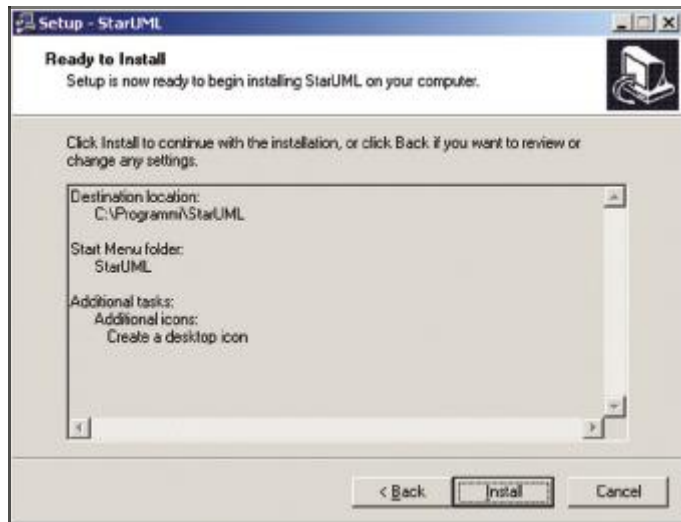 Setup - StarUML
Ready to Install
Setup is now ready to begin installing StarUML on your computer.
Click Install to continue with the installation, or click Back if you want to review or
change any settings.
Destination location:
C:\Programmi\StarUML
Start Menu folder:
StarUML
Additional tasks:
Additional icons:
Create a desktop icon
< Back
Install
Cancel